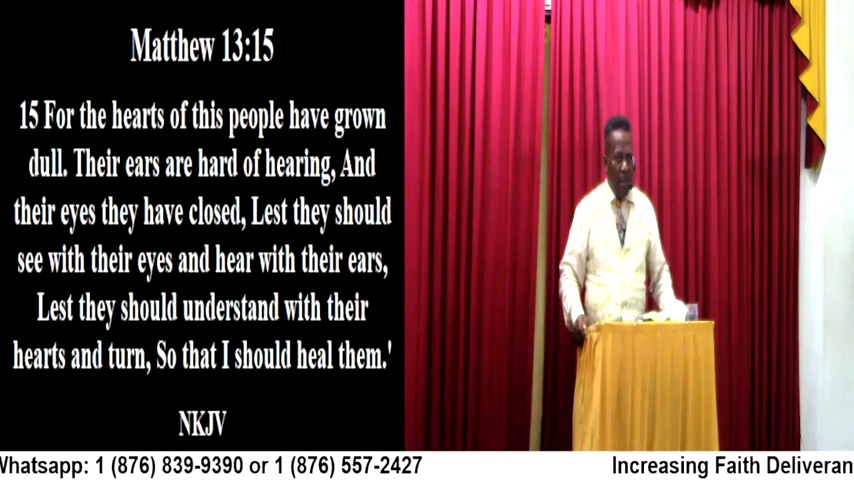 Matthew 13:15
15 For the hearts of this people have grown
dull. Their ears are hard of hearing, And
their eyes they have closed, Lest they should
see with their eyes and hear with their ears,
Lest they should understand with their
hearts and turn, So that I should heal them.'
NKJV
Whatsapp: 1 (876) 839-9390 or 1 (876) 557-2427
Increasing Faith Deliveran